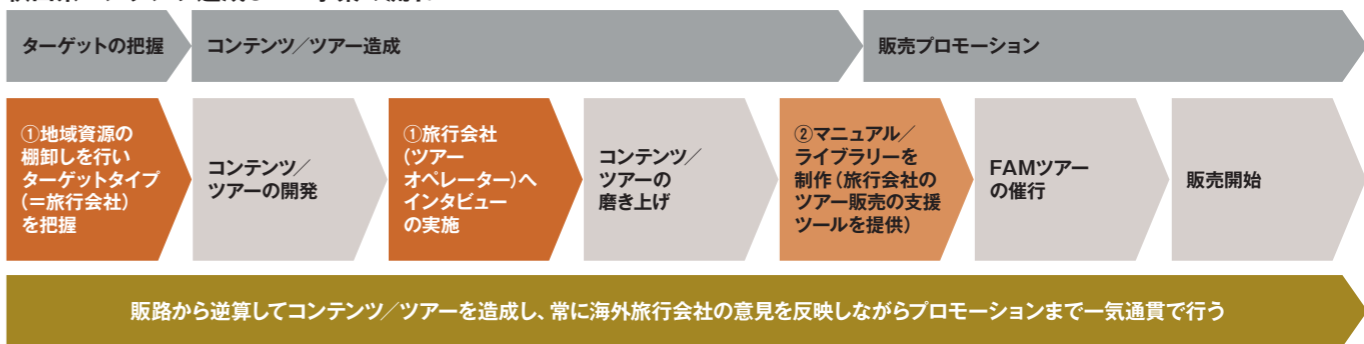 ターゲットの把握
コンテンツ／ツアー造成
販売プロモーション
①地域資源の
棚卸しを行い
ターゲットタイプ
(＝旅行会社)
を把握
コンテンツ／
ツアーの開発
①旅行会社
(ツアー
オペレーター)へ
インタビュー
の実施
コンテンツ／
ツアーの
磨き上げ
②マニュアル／
ライブラリーを
制作(旅行会社の
ツアー販売の支援
ツールを提供)
FAMツアー
の催行
販売開始
販路から逆算してコンテンツ／ツアーを造成し、常に海外旅行会社の意見を反映しながらプロモーションまで一気通貫で行う